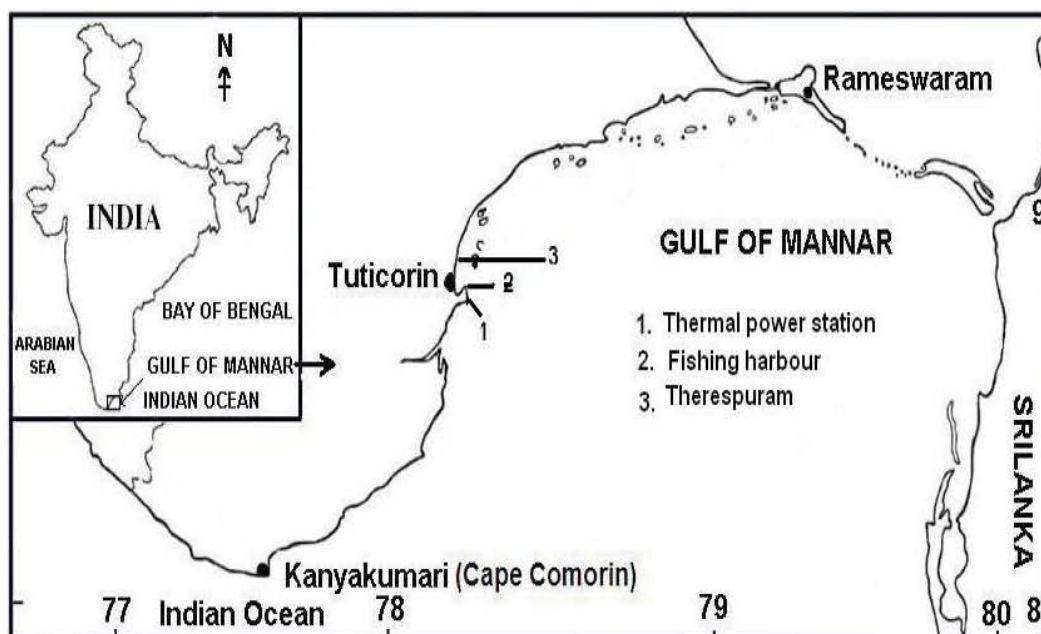 N
INDIA
BAY OF BENGAL
ARABIAN
SEA
GULF OF MANNAR
INDIAN OCEAN
Rameswaram
9
GULF OF MANNAR
3
Tuticorin
2
1
1. Thermal power station
2. Fishing harbour
3. Therespuram
SRILANKA
Kanyakumari (Cape Comorin)
Indian Ocean
77
78
79
80
8